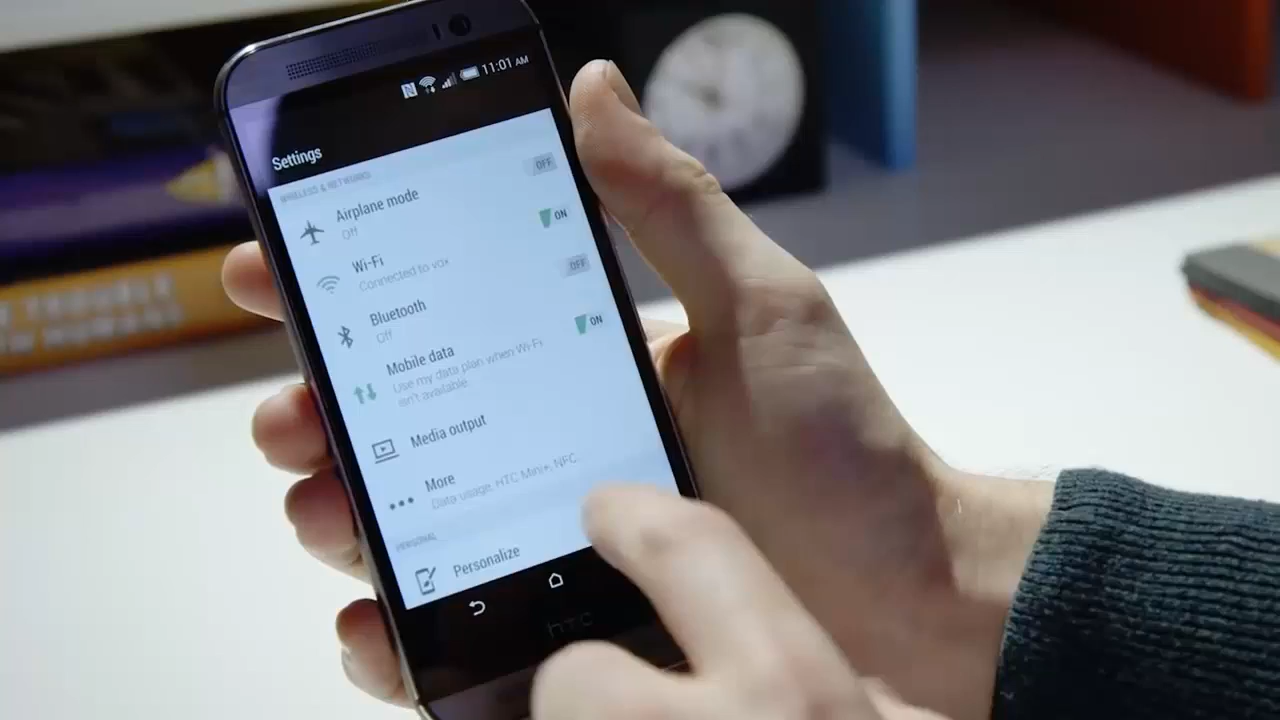 11:01 AM
Settings
WIRELESS & NETWORKS
Airplane mode
Off
OFF
Wi-Fi
Connected to vox
ON
Bluetooth
Off
OFF
Mobile data
Use my data plan when Wi-Fi
isn't available.
ON
Media output
More
Data usage, HTC Mini+, NFC
PERSONAL
Personalize
hTC
TROUBLE